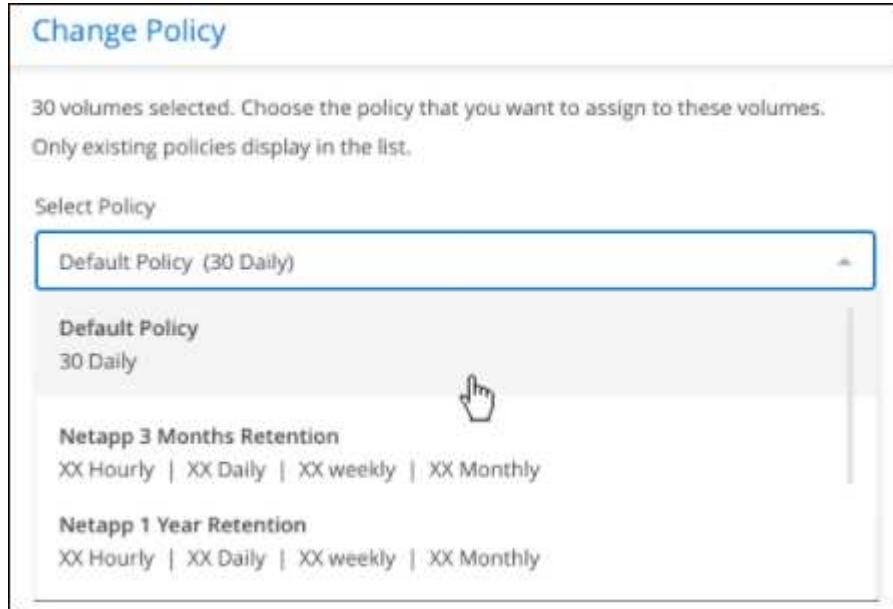 Change Policy
30 volumes selected. Choose the policy that you want to assign to these volumes.
Only existing policies display in the list.
Select Policy
Default Policy (30 Daily)
Default Policy
30 Daily
Netapp 3 Months Retention
XX Hourly | XX Daily | XX weekly | XX Monthly
Netapp 1 Year Retention
XX Hourly | XX Daily | XX weekly | XX Monthly